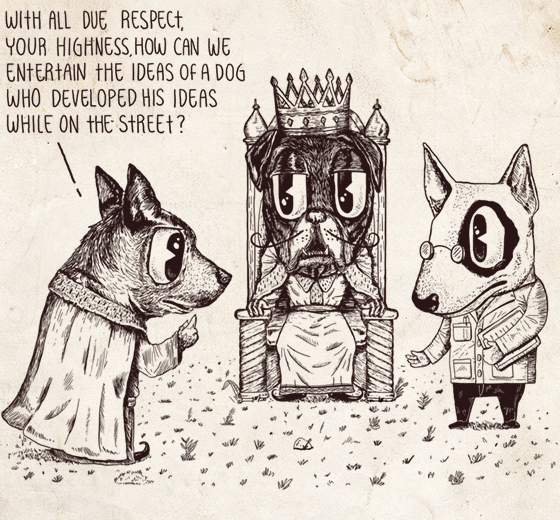 WITH ALL DUE RESPECT,
YOUR HIGHNESS, HOW CAN WE
ENTERTAIN THE IDEAS OF A DOG
WHO DEVELOPED HIS IDEAS
WHILE ON THE STREET?